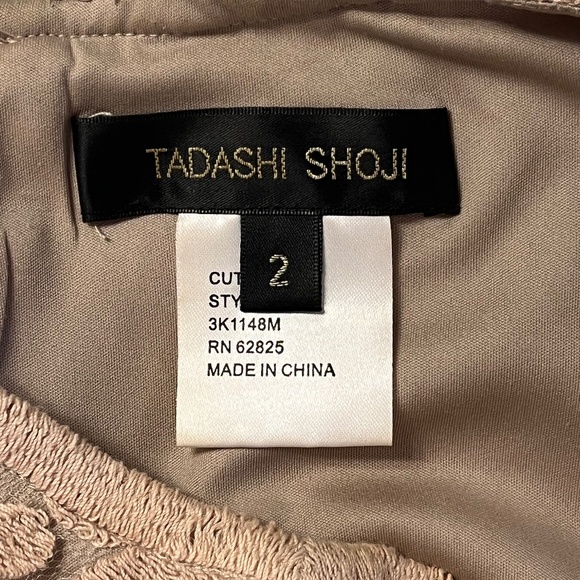 TADASHI SHOJI
2
CUT
STY
3K1148M
RN 62825
MADE IN CHINA